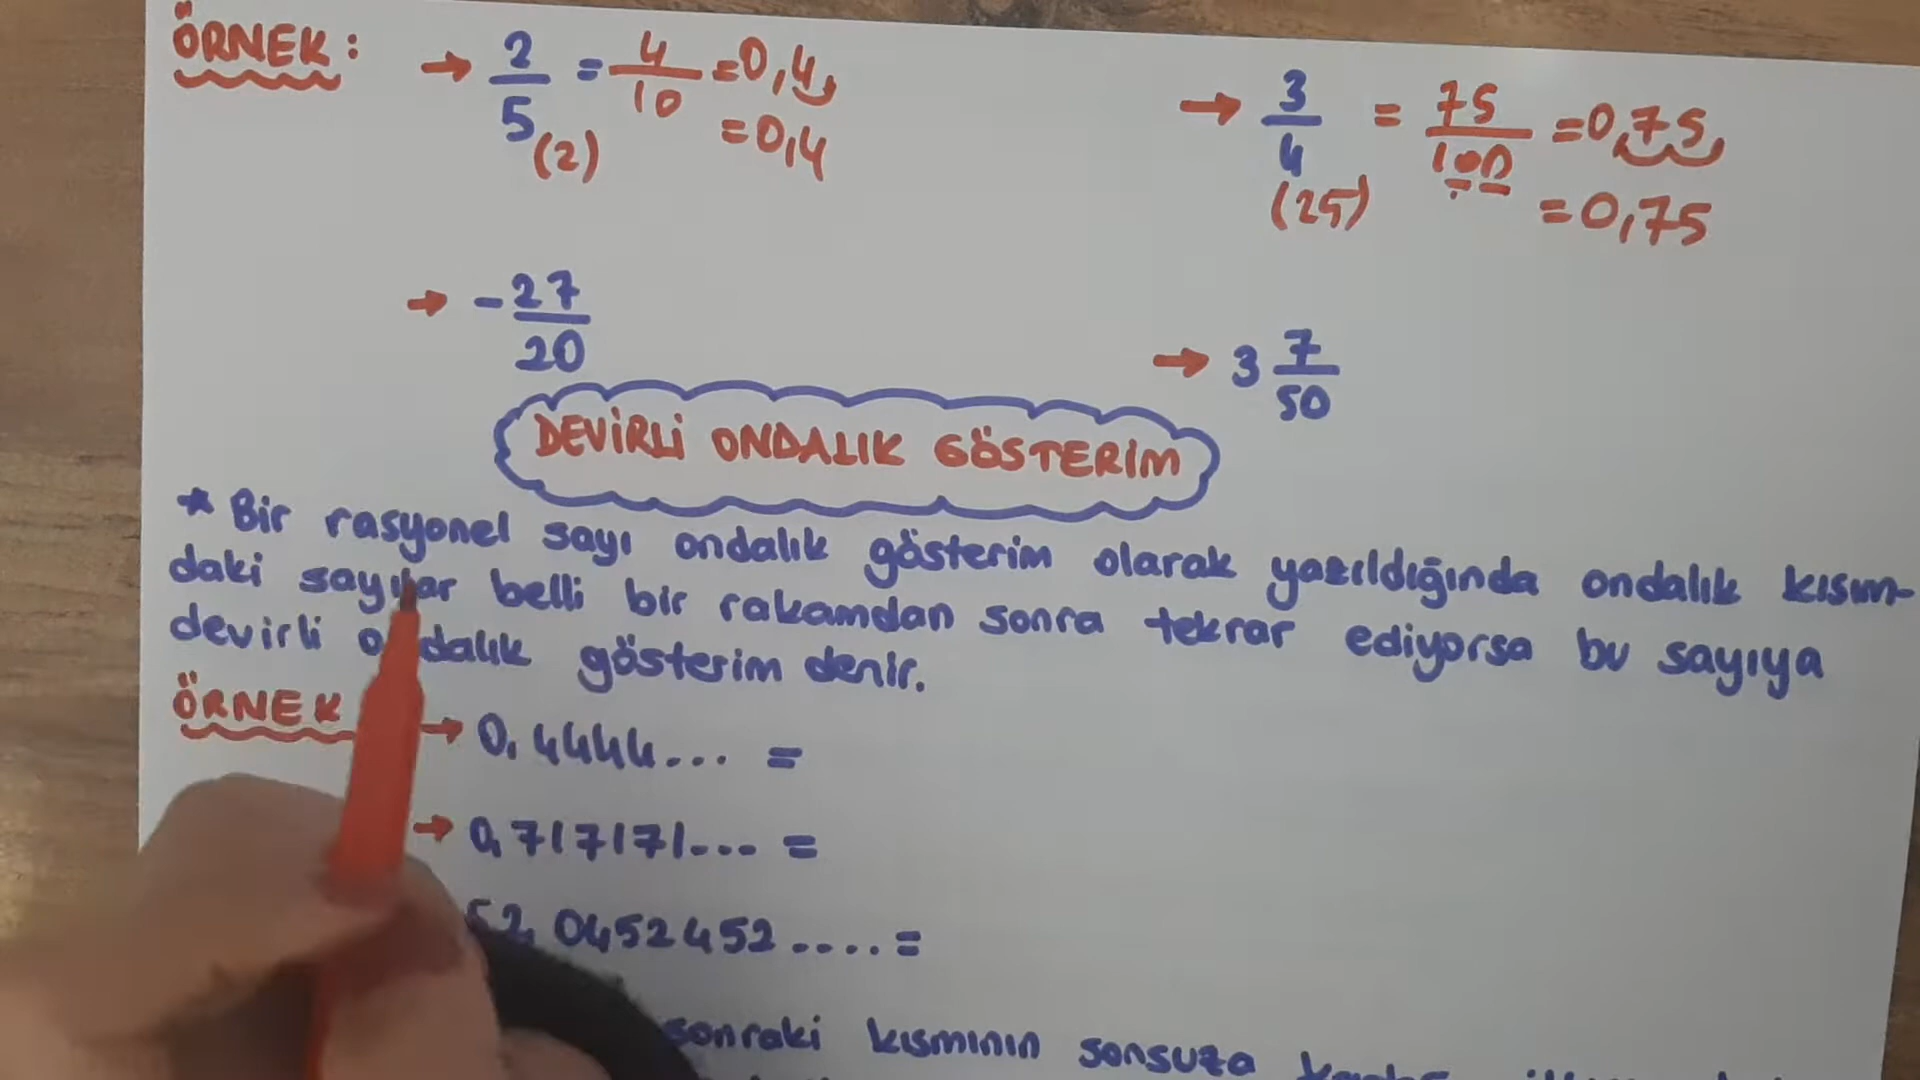 ÖRNEK: → 2/5 = 4/10 = 0,4 → 3/4 = 75/100 = 0,75
(2) = 0,4 (25) = 0,75
→ -27/20 → 3 7/50
DEVİRLİ ONDALIK GÖSTERİM
* Bir rasyonel sayı ondalık gösterim olarak yazıldığında ondalık kısım-
daki sayılar belli bir rakamdan sonra tekrar ediyorsa bu sayıya
devirli ondalık gösterim denir.
ÖRNEK → 0,4444... =
→ 0,717171... =
52,0452452.... =
sonraki kısmının sonsuza